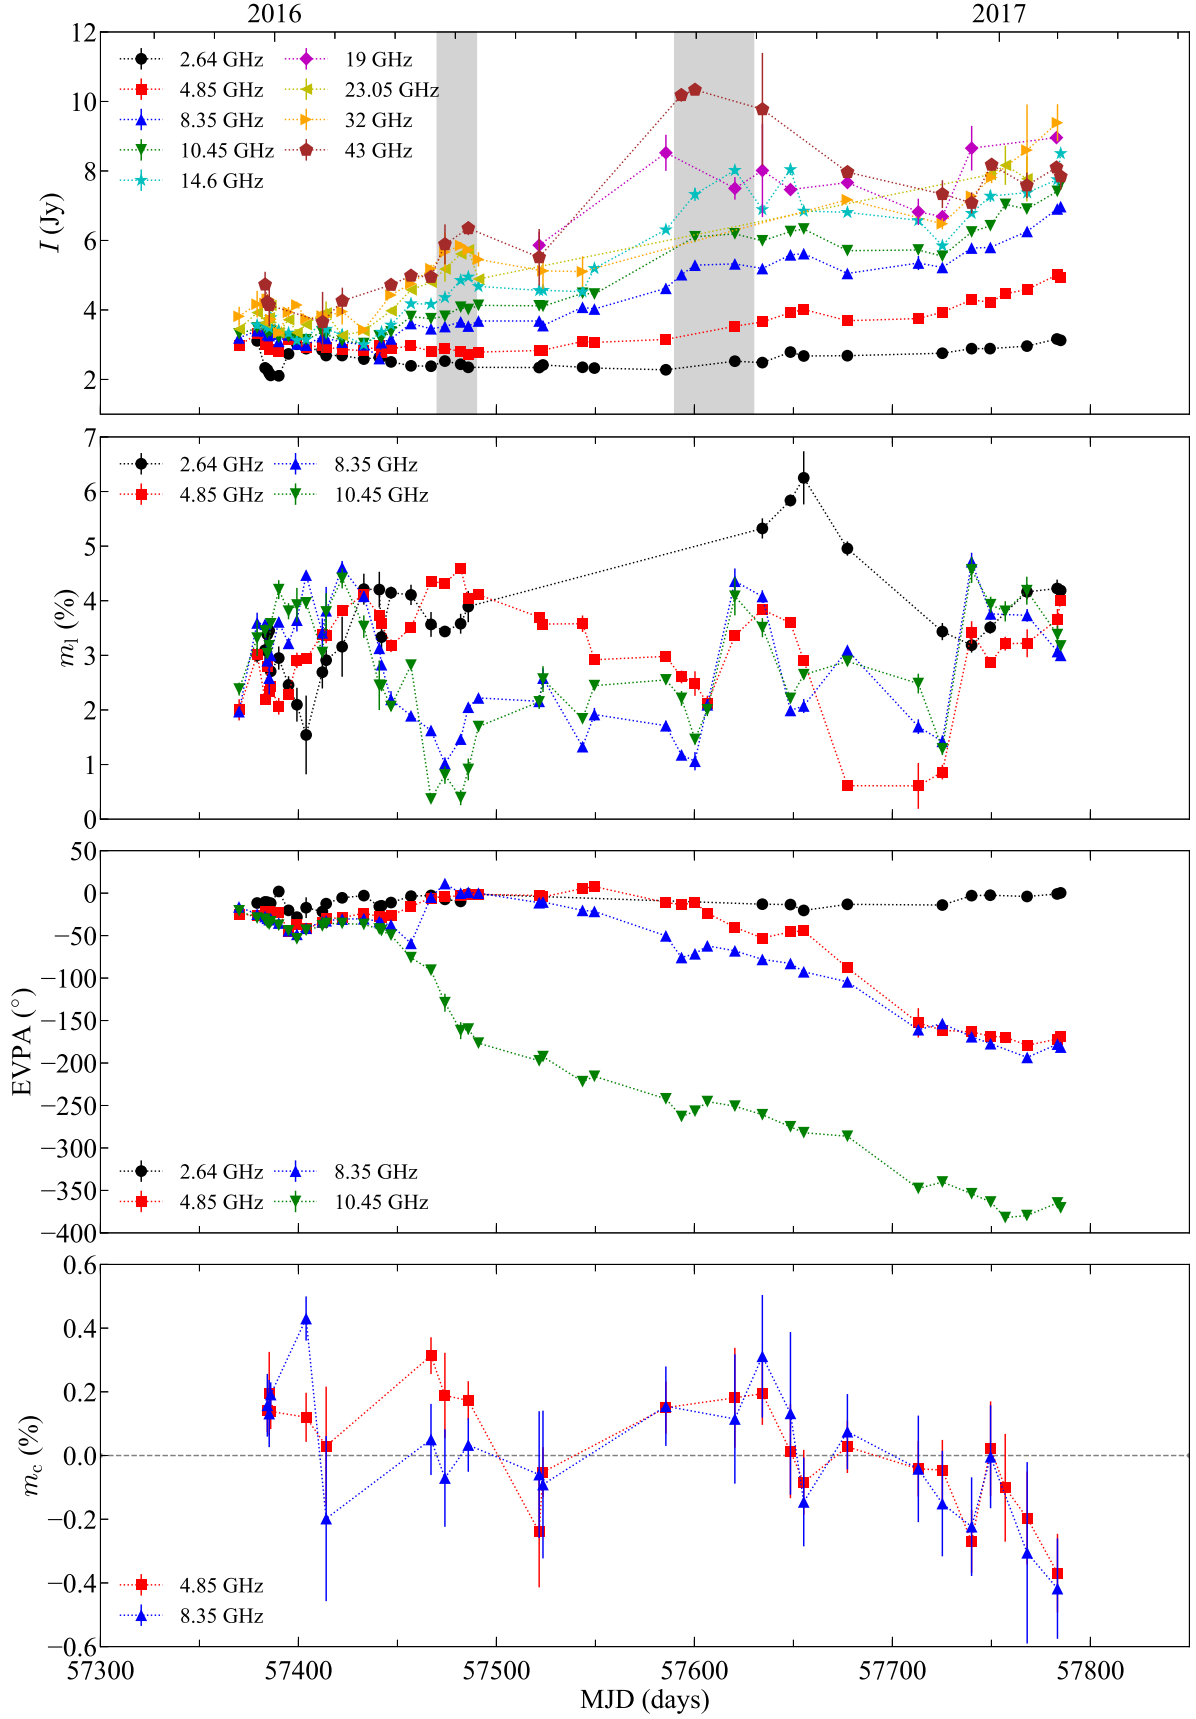 2016 2017
12
10
8
6
4
2
I (Jy)
2.64 GHz 19 GHz
4.85 GHz 23.05 GHz
8.35 GHz 32 GHz
10.45 GHz 43 GHz
14.6 GHz
7
6
5
4
3
2
1
0
m_l (%)
2.64 GHz 8.35 GHz
4.85 GHz 10.45 GHz
50
0
−50
−100
−150
−200
−250
−300
−350
−400
EVPA (°)
2.64 GHz 8.35 GHz
4.85 GHz 10.45 GHz
0.6
0.4
0.2
0.0
−0.2
−0.4
−0.6
m_c (%)
4.85 GHz
8.35 GHz
57300 57400 57500 57600 57700 57800
MJD (days)